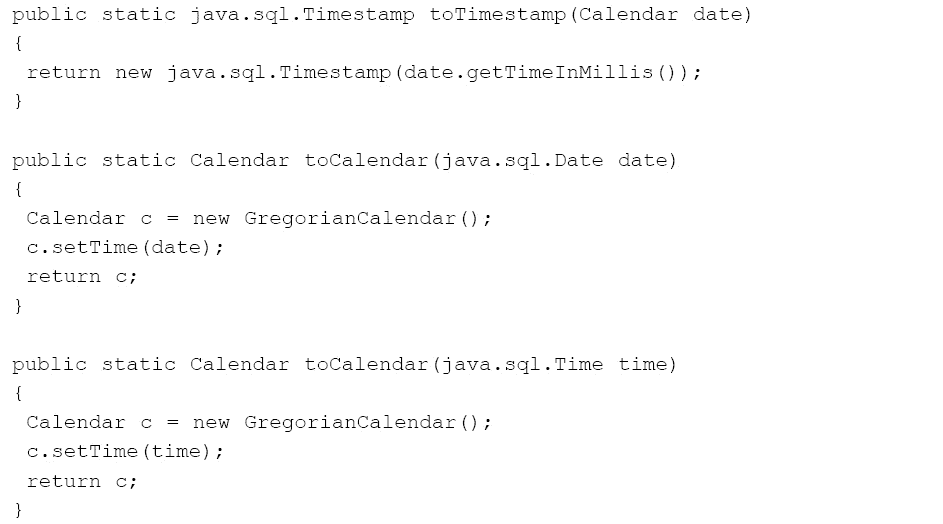 public static java.sql.Timestamp toTimestamp(Calendar date)
{
 return new java.sql.Timestamp(date.getTimeInMillis());
}

public static Calendar toCalendar(java.sql.Date date)
{
 Calendar c = new GregorianCalendar();
 c.setTime(date);
 return c;
}

public static Calendar toCalendar(java.sql.Time time)
{
 Calendar c = new GregorianCalendar();
 c.setTime(time);
 return c;
}